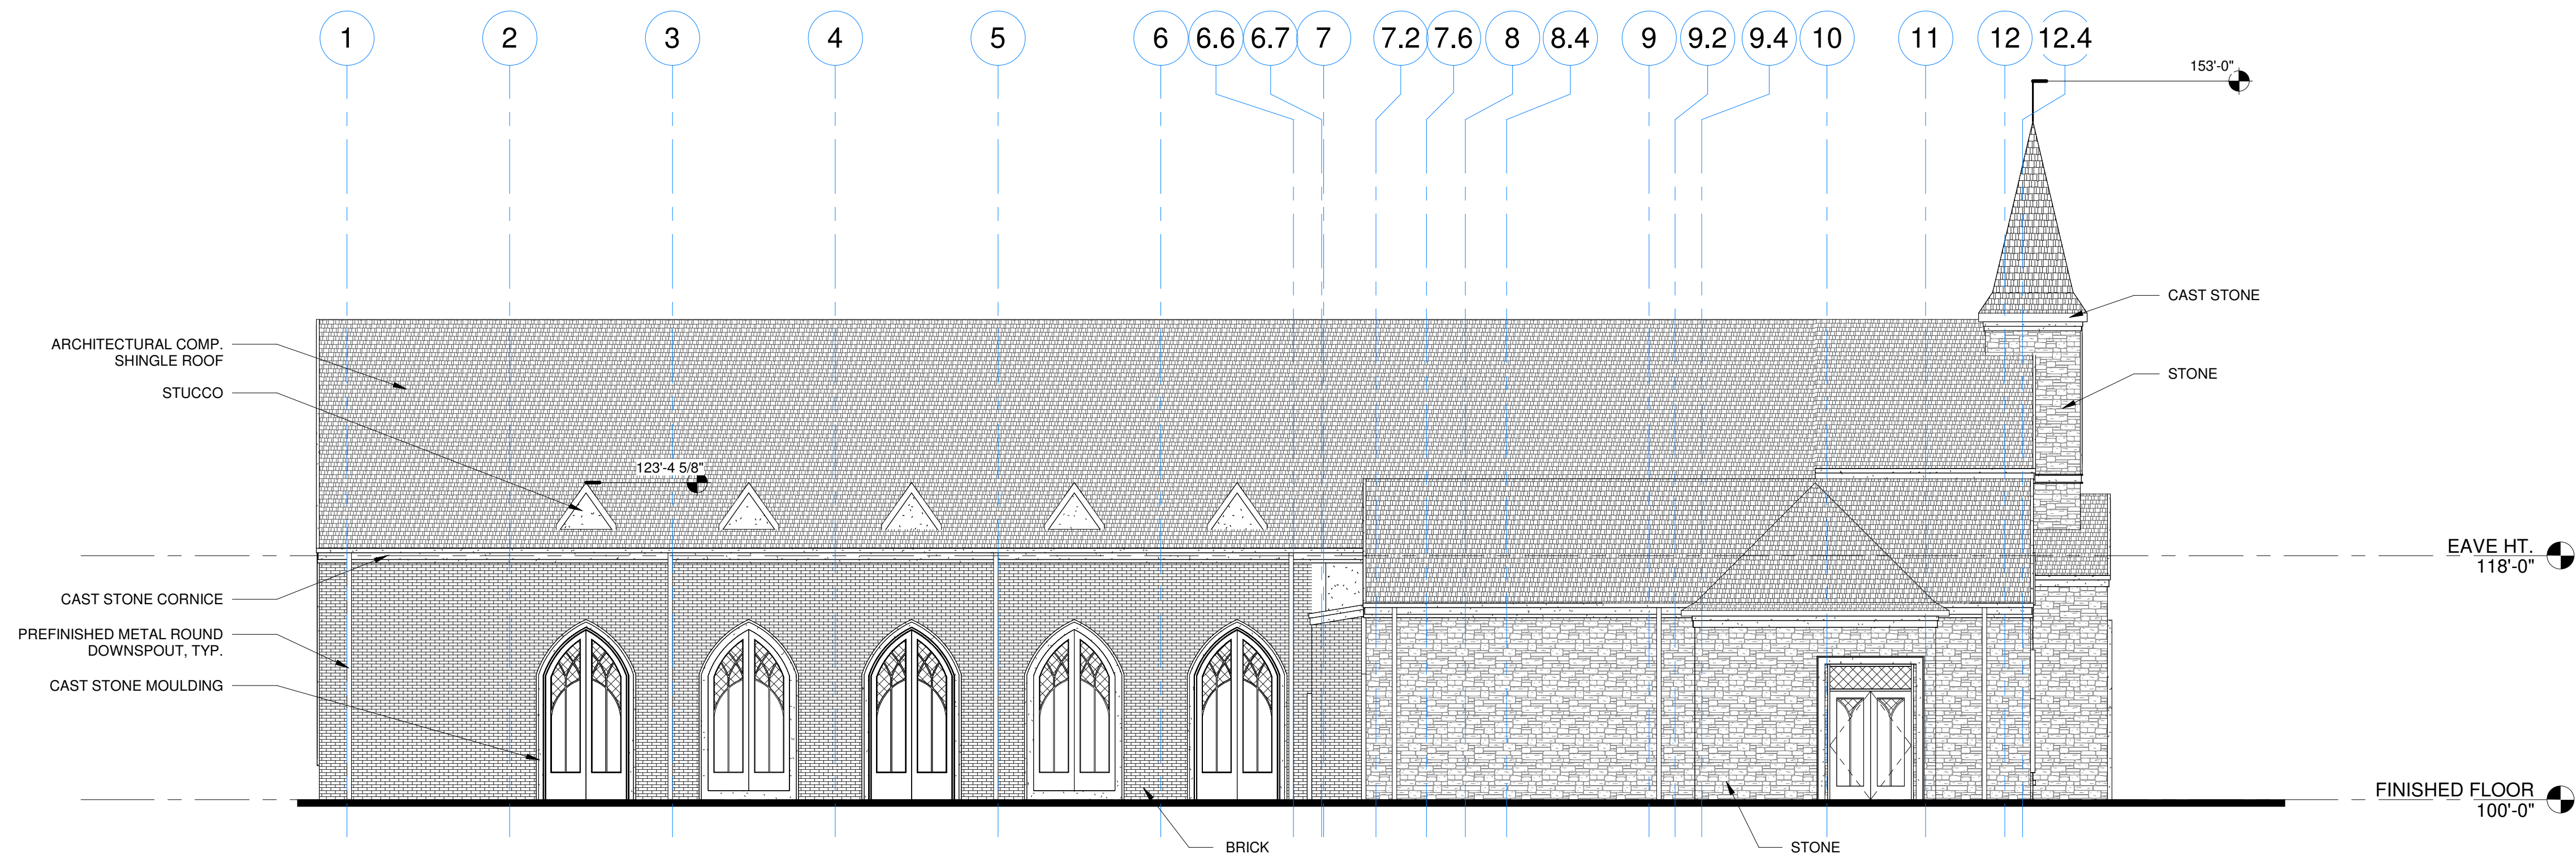 1 2 3 4 5 6 6.6 6.7 7 7.2 7.6 8 8.4 9 9.2 9.4 10 11 12 12.4
153'-0"
CAST STONE
ARCHITECTURAL COMP.
SHINGLE ROOF
STONE
STUCCO
123'-4 5/8"
EAVE HT.
118'-0"
CAST STONE CORNICE
PREFINISHED METAL ROUND
DOWNSPOUT, TYP.
CAST STONE MOULDING
FINISHED FLOOR
100'-0"
BRICK
STONE